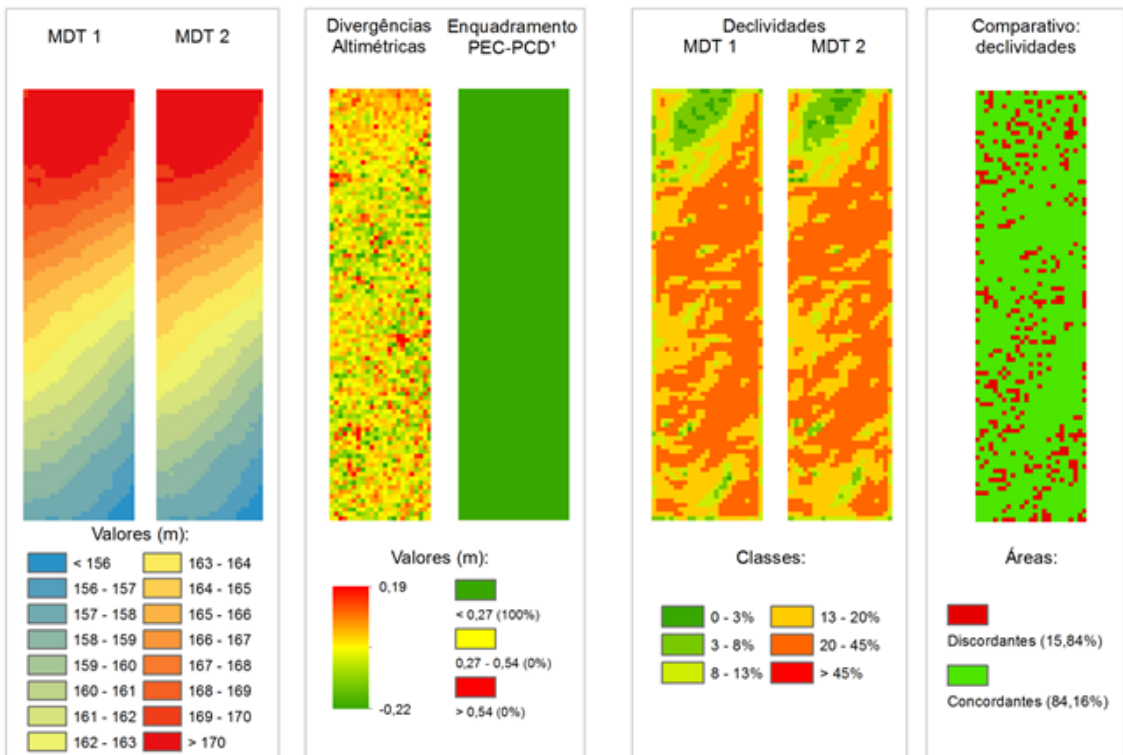 MDT 1
MDT 2
Valores (m):
< 156
156 - 157
157 - 158
158 - 159
159 - 160
160 - 161
161 - 162
162 - 163
163 - 164
164 - 165
165 - 166
166 - 167
167 - 168
168 - 169
169 - 170
> 170
Divergências
Altimétricas
Enquadramento
PEC-PCD¹
Valores (m):
0,19
-0,22
< 0,27 (100%)
0,27 - 0,54 (0%)
> 0,54 (0%)
Declividades
MDT 1
MDT 2
Classes:
0 - 3%
3 - 8%
8 - 13%
13 - 20%
20 - 45%
> 45%
Comparativo:
declividades
Áreas:
Discordantes (15,84%)
Concordantes (84,16%)